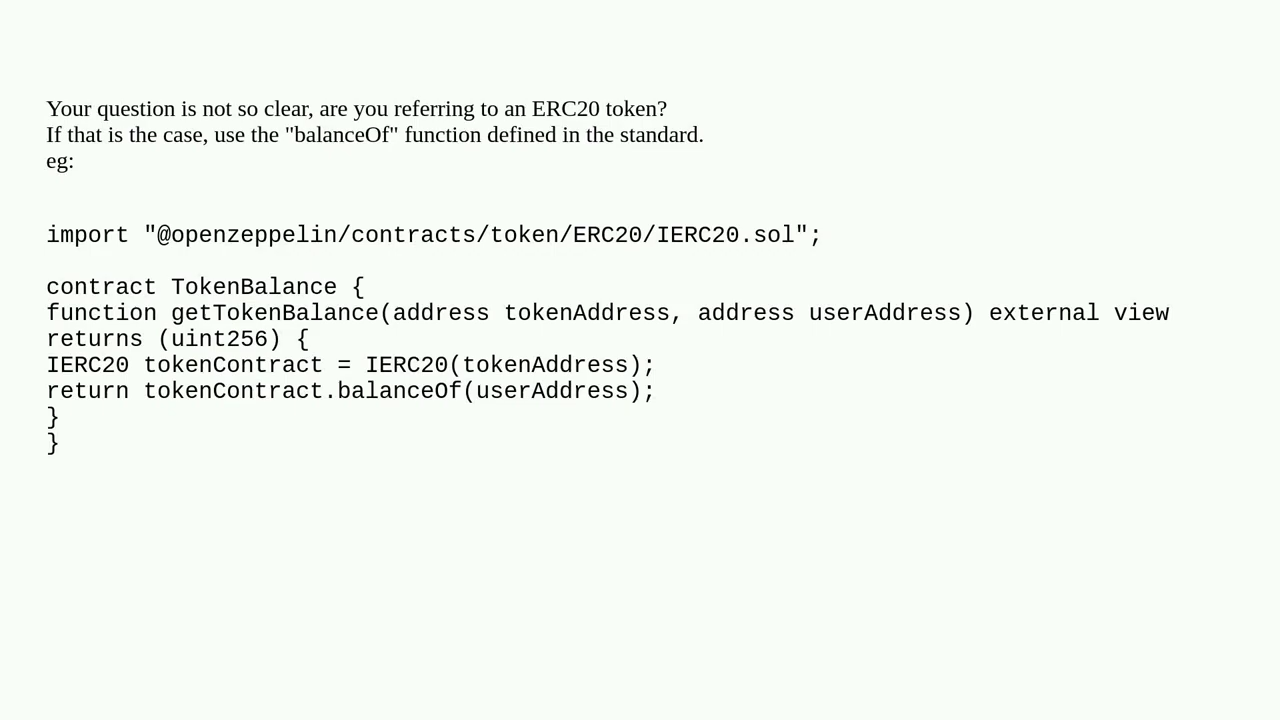 Your question is not so clear, are you referring to an ERC20 token?
If that is the case, use the "balanceOf" function defined in the standard.
eg:
import "@openzeppelin/contracts/token/ERC20/IERC20.sol";
contract TokenBalance {
function getTokenBalance(address tokenAddress, address userAddress) external view
returns (uint256) {
IERC20 tokenContract = IERC20(tokenAddress);
return tokenContract.balanceOf(userAddress);
}
}